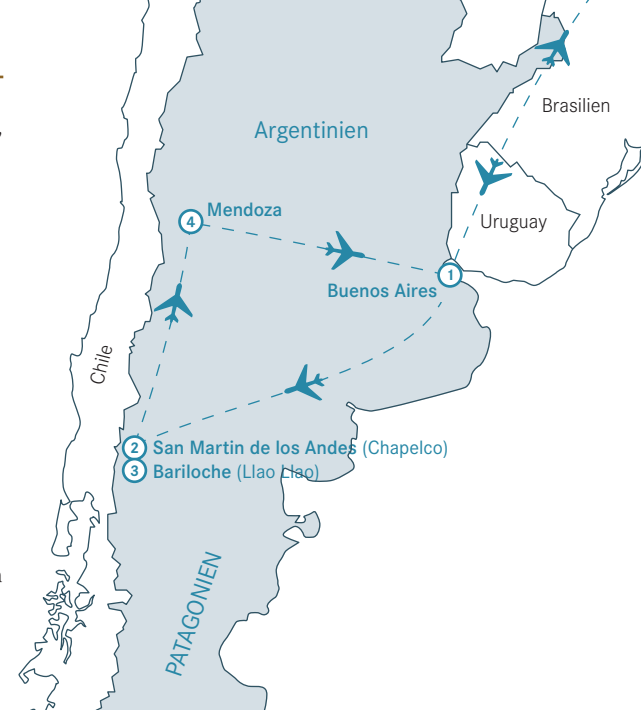 Brasilien
Argentinien
Mendoza
4
Uruguay
1
Buenos Aires
Chile
2 San Martin de los Andes (Chapelco)
3 Bariloche (Llao Llao)
PATAGONIEN